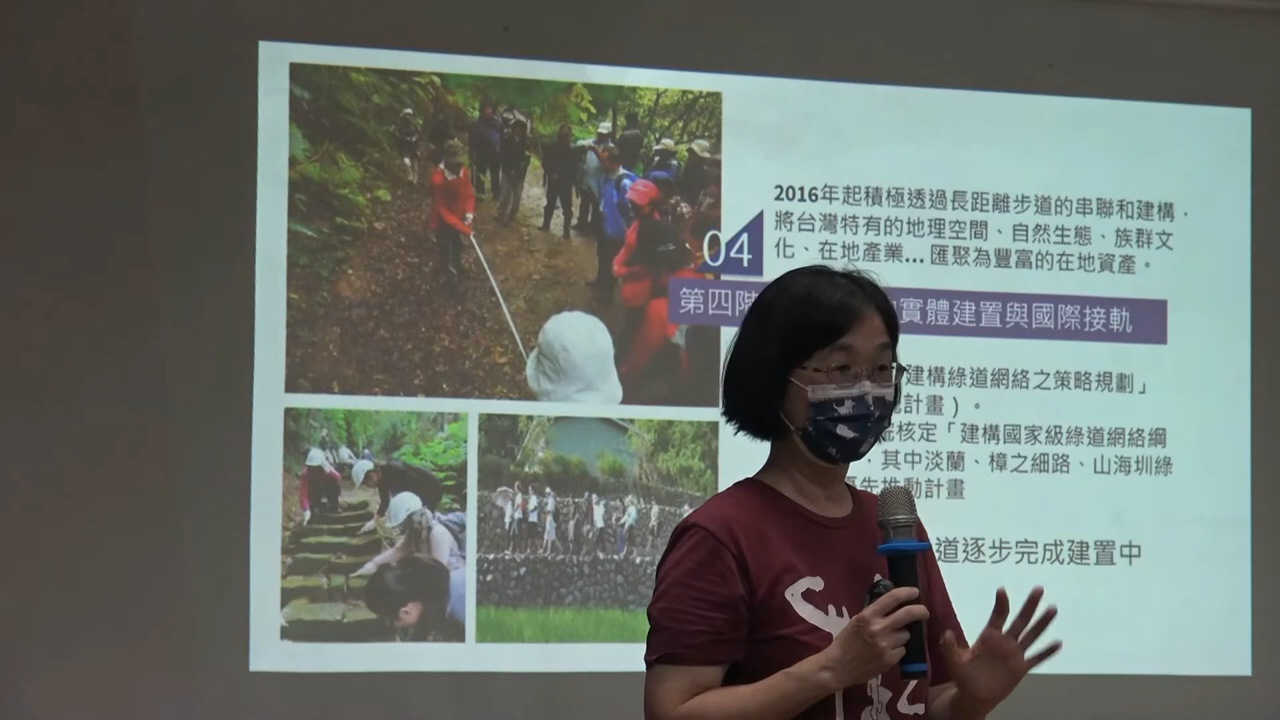 2016年起積極透過長距離步道的串聯和建構，
將台灣特有的地理空間、自然生態、族群文
化、在地產業... 匯聚為豐富的在地資產。
04
第四階 實體建置與國際接軌
建構綠道網絡之策略規劃」
計畫）。
核定「建構國家級綠道網絡綱
，其中淡蘭、樟之細路、山海圳綠
優先推動計畫
道逐步完成建置中